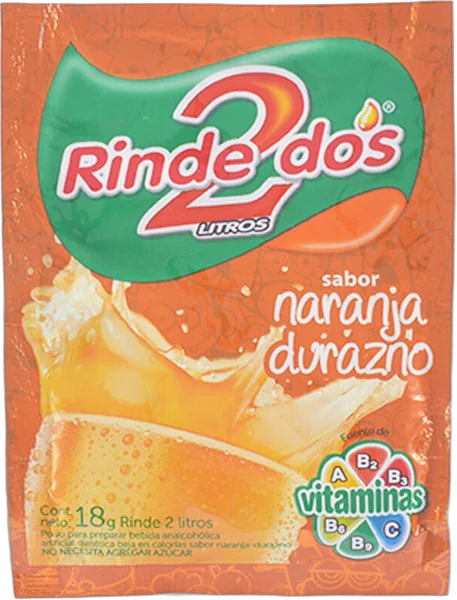 Rinde 2 dos®
LITROS
sabor
naranja
durazno
Fuente de
A B2 B3
vitaminas
B6 B9 C
Cont.
neto: 18g Rinde 2 litros
Polvo para preparar bebida analcohólica
artificial dietética baja en calorías sabor naranja-durazno
NO NECESITA AGREGAR AZÚCAR